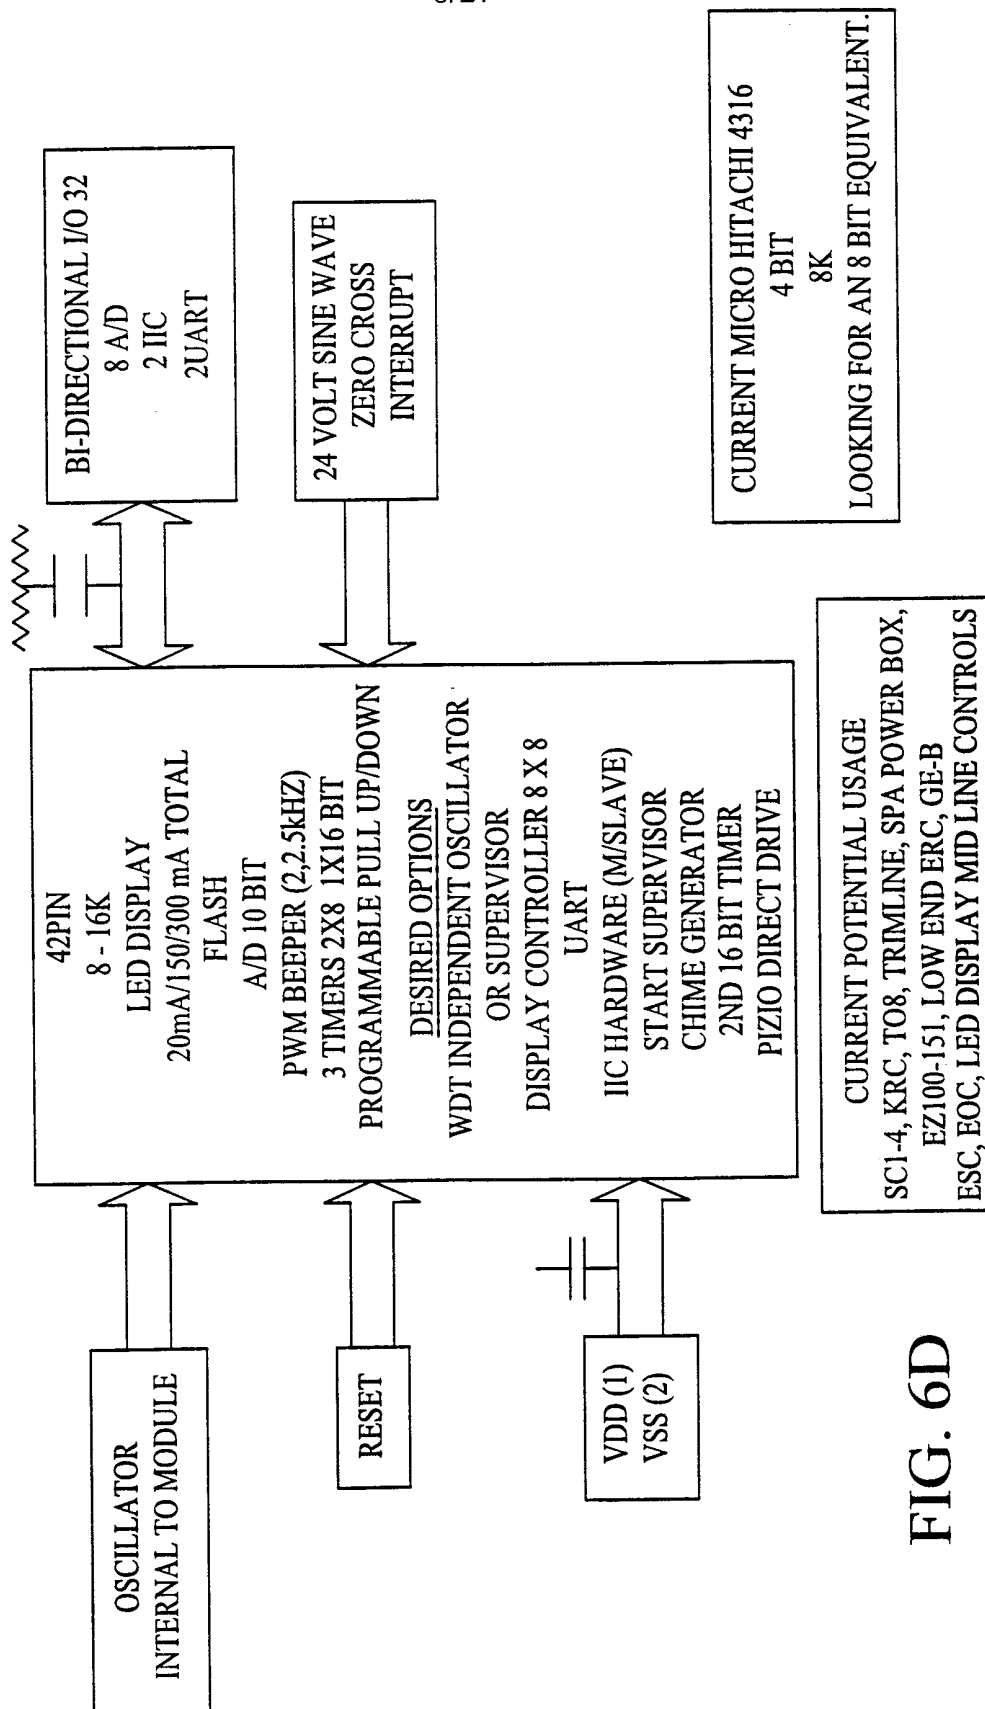 OSCILLATOR
INTERNAL TO MODULE
RESET
VDD (1)
VSS (2)
42PIN
8 - 16K
LED DISPLAY
20mA/150/300 mA TOTAL
FLASH
A/D 10 BIT
PWM BEEPER (2,2.5kHZ)
3 TIMERS 2X8 1X16 BIT
PROGRAMMABLE PULL UP/DOWN
DESIRED OPTIONS
WDT INDEPENDENT OSCILLATOR
OR SUPERVISOR
DISPLAY CONTROLLER 8 X 8
UART
IIC HARDWARE (M/SLAVE)
START SUPERVISOR
CHIME GENERATOR
2ND 16 BIT TIMER
PIZIO DIRECT DRIVE
BI-DIRECTIONAL I/O 32
8 A/D
2 IIC
2UART
24 VOLT SINE WAVE
ZERO CROSS
INTERRUPT
CURRENT POTENTIAL USAGE
SC1-4, KRC, TO8, TRIMLINE, SPA POWER BOX,
EZ100-151, LOW END ERC, GE-B
ESC, EOC, LED DISPLAY MID LINE CONTROLS
CURRENT MICRO HITACHI 4316
4 BIT
8K
LOOKING FOR AN 8 BIT EQUIVALENT.
FIG. 6D